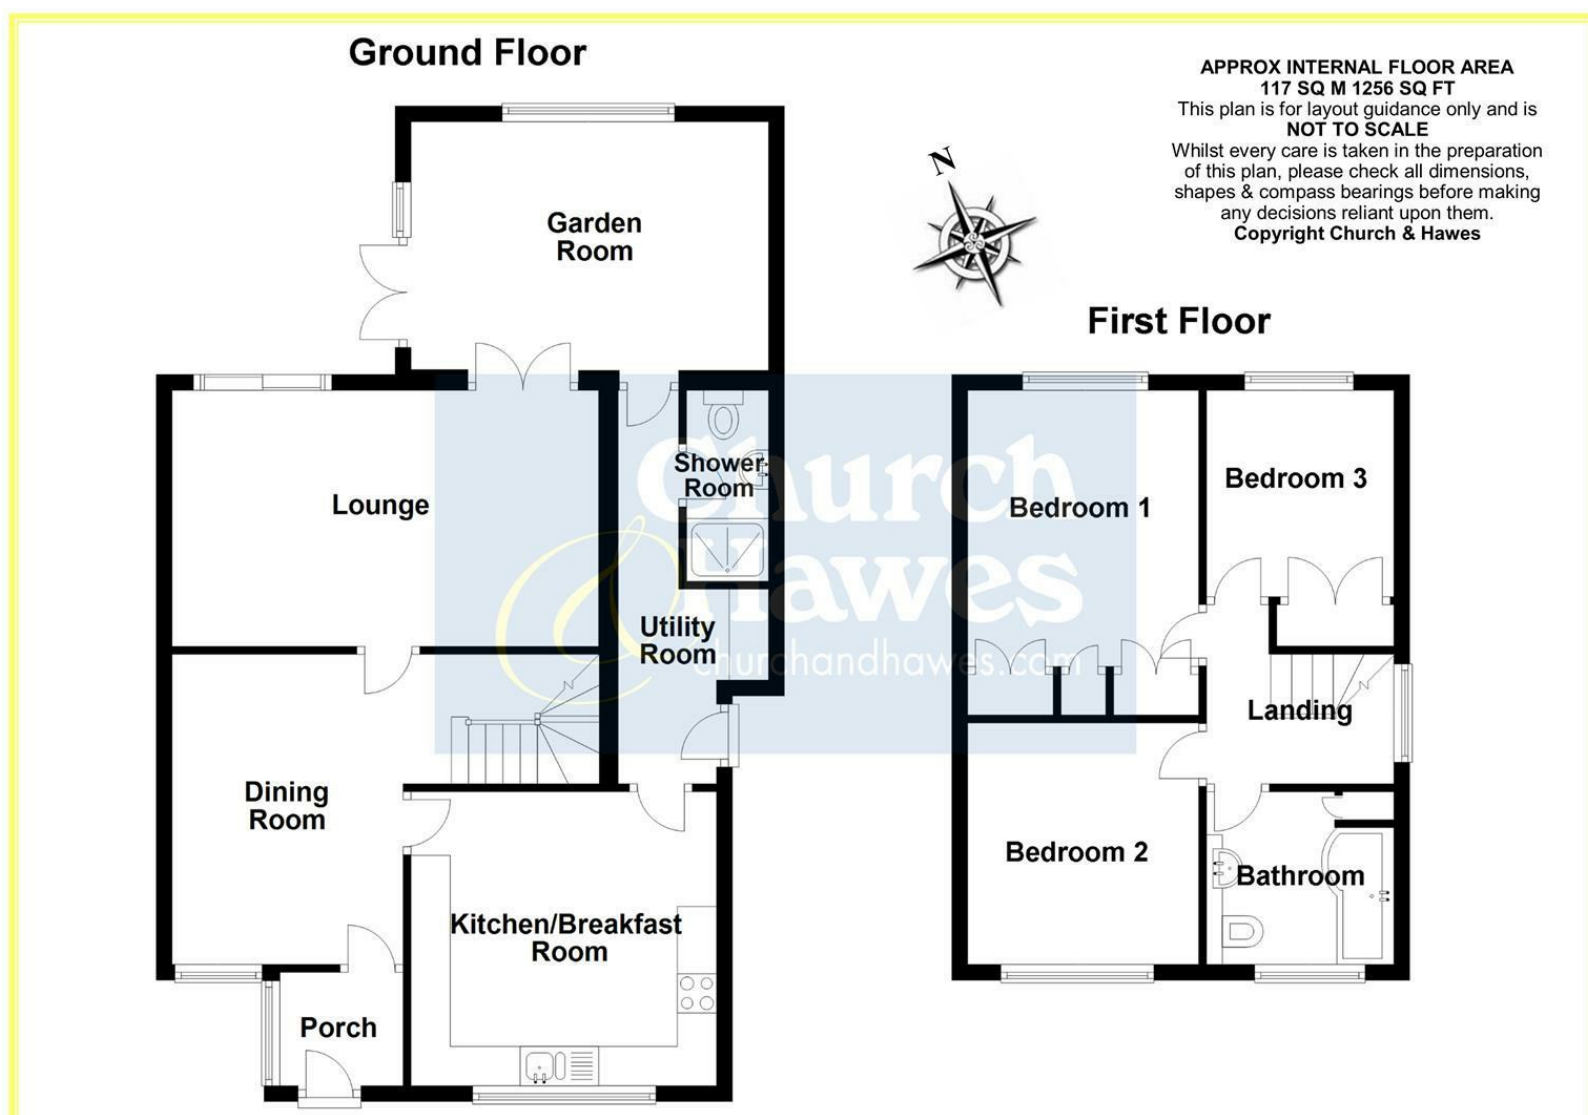 Ground Floor
APPROX INTERNAL FLOOR AREA
117 SQ M 1256 SQ FT
This plan is for layout guidance only and is
NOT TO SCALE
Whilst every care is taken in the preparation
of this plan, please check all dimensions,
shapes & compass bearings before making
any decisions reliant upon them.
Copyright Church & Hawes
N
Garden
Room
First Floor
Lounge
Shower
Room
Utility
Room
Dining
Room
Kitchen/Breakfast
Room
Porch
Bedroom 1
Bedroom 3
Landing
Bedroom 2
Bathroom
Church
& Hawes
churchandhawes.com